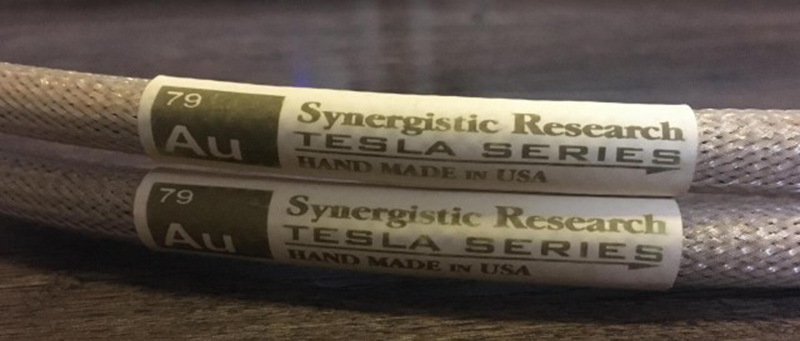 79
Au
Synergistic Research
TESLA SERIES
HAND MADE IN USA
79
Au
Synergistic Research
TESLA SERIES
HAND MADE IN USA